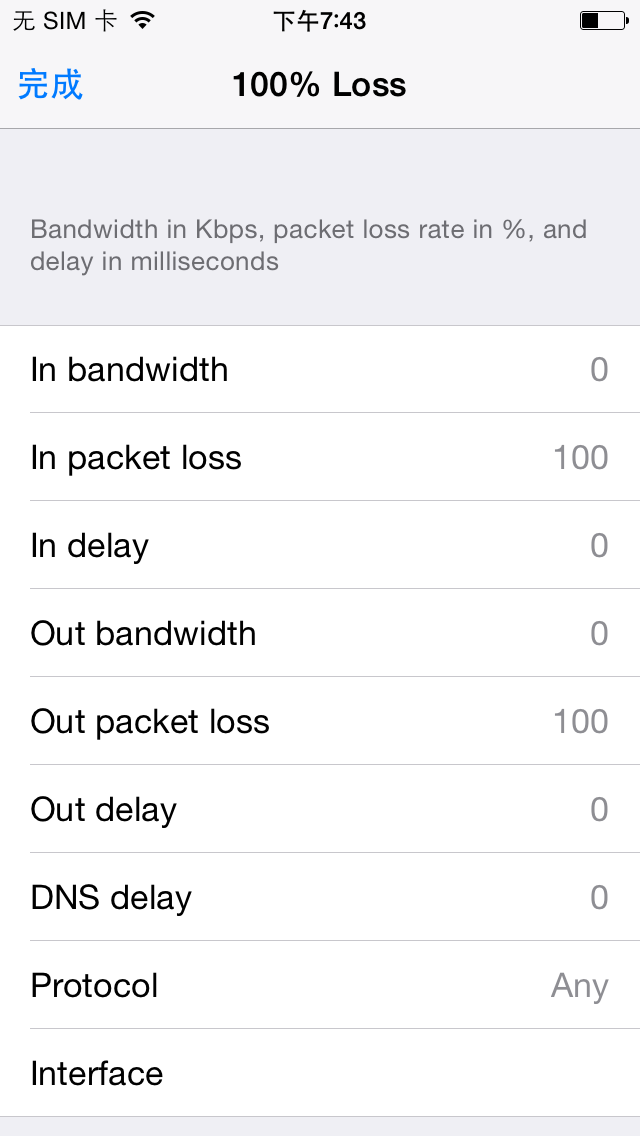 无 SIM 卡 下午7:43
完成 100% Loss
Bandwidth in Kbps, packet loss rate in %, and
delay in milliseconds
In bandwidth 0
In packet loss 100
In delay 0
Out bandwidth 0
Out packet loss 100
Out delay 0
DNS delay 0
Protocol Any
Interface